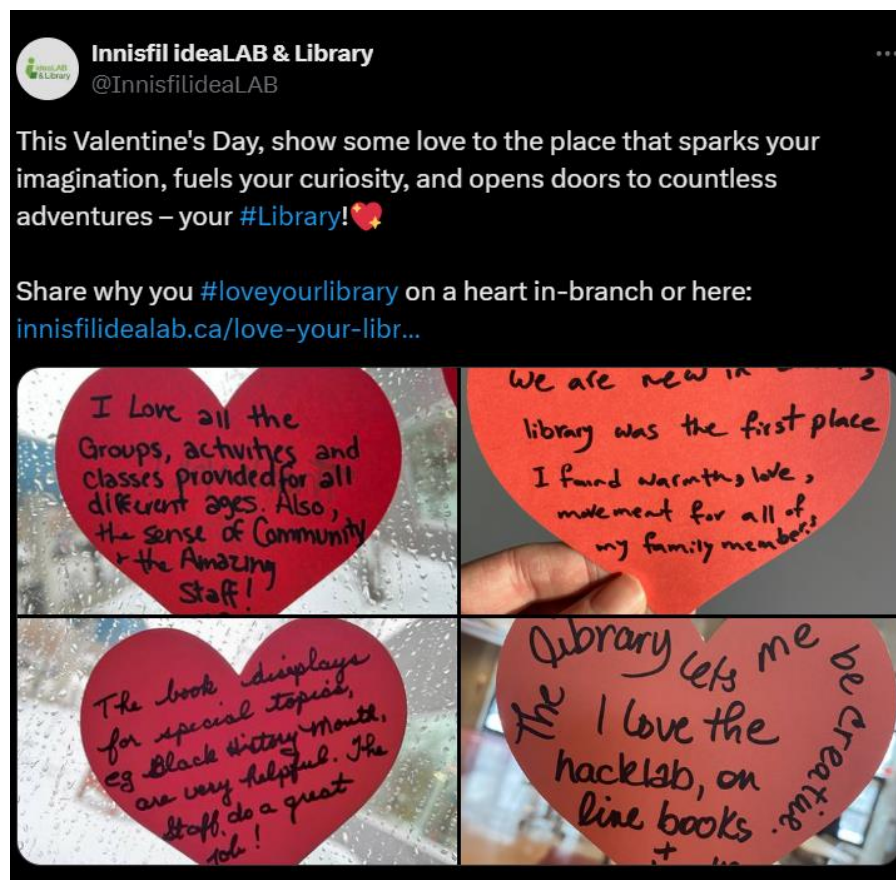 Innisfil ideaLAB & Library
@InnisfilideaLAB
This Valentine's Day, show some love to the place that sparks your
imagination, fuels your curiosity, and opens doors to countless
adventures – your #Library!💖
Share why you #loveyourlibrary on a heart in-branch or here:
innisfilidealab.ca/love-your-libr...
ideaLAB
& Library
I Love all the
Groups, activities and
classes provided for all
different ages. Also,
the sense of Community
+ the Amazing
Staff!
we are new in
library was the first place
I found warmth, love,
movement for all of
my family members
The book displays
for special topics,
eg Black History Month,
are very helpful. The
Staff do a great
job!
The library lets me be creative.
I love the
hacklab, on
line books
+